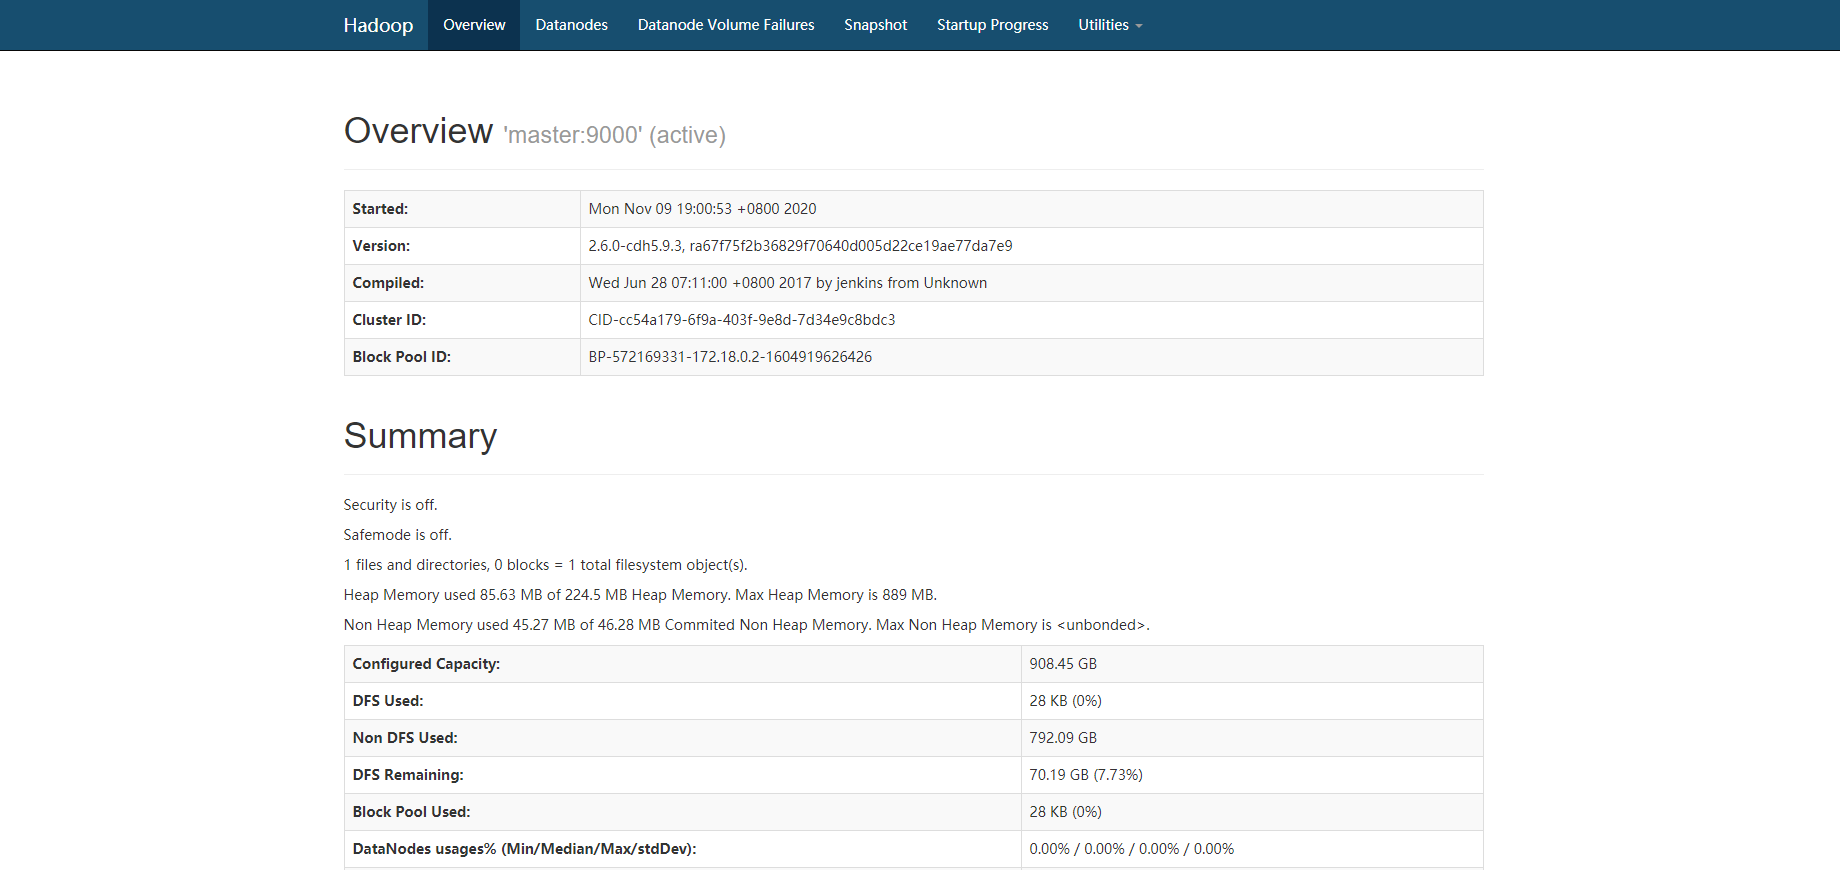 Hadoop Overview Datanodes Datanode Volume Failures Snapshot Startup Progress Utilities
Overview 'master:9000' (active)
Started: Mon Nov 09 19:00:53 +0800 2020
Version: 2.6.0-cdh5.9.3, ra67f75f2b36829f70640d005d22ce19ae77da7e9
Compiled: Wed Jun 28 07:11:00 +0800 2017 by jenkins from Unknown
Cluster ID: CID-cc54a179-6f9a-403f-9e8d-7d34e9c8bdc3
Block Pool ID: BP-572169331-172.18.0.2-1604919626426
Summary
Security is off.
Safemode is off.
1 files and directories, 0 blocks = 1 total filesystem object(s).
Heap Memory used 85.63 MB of 224.5 MB Heap Memory. Max Heap Memory is 889 MB.
Non Heap Memory used 45.27 MB of 46.28 MB Commited Non Heap Memory. Max Non Heap Memory is <unbonded>.
Configured Capacity: 908.45 GB
DFS Used: 28 KB (0%)
Non DFS Used: 792.09 GB
DFS Remaining: 70.19 GB (7.73%)
Block Pool Used: 28 KB (0%)
DataNodes usages% (Min/Median/Max/stdDev): 0.00% / 0.00% / 0.00% / 0.00%